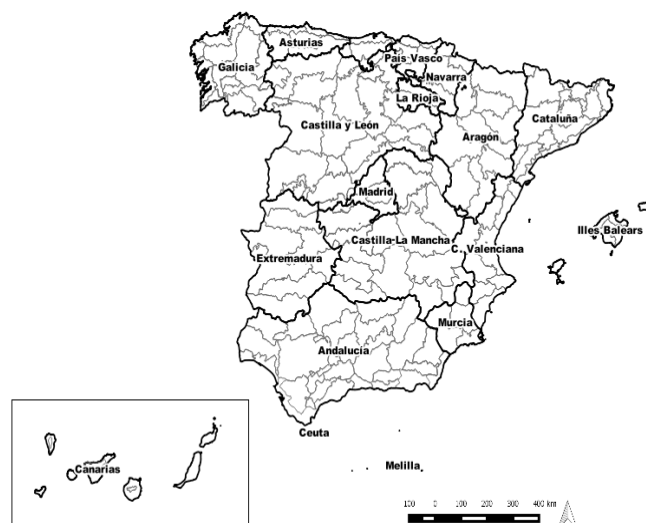 Asturias
País Vasco
Galicia
Navarra
La Rioja
Castilla y León
Cataluña
Aragón
Madrid
Illes Balears
Castilla-La Mancha
C. Valenciana
Extremadura
Murcia
Andalucía
Ceuta
Melilla
Canarias
100 0 100 200 300 400 km